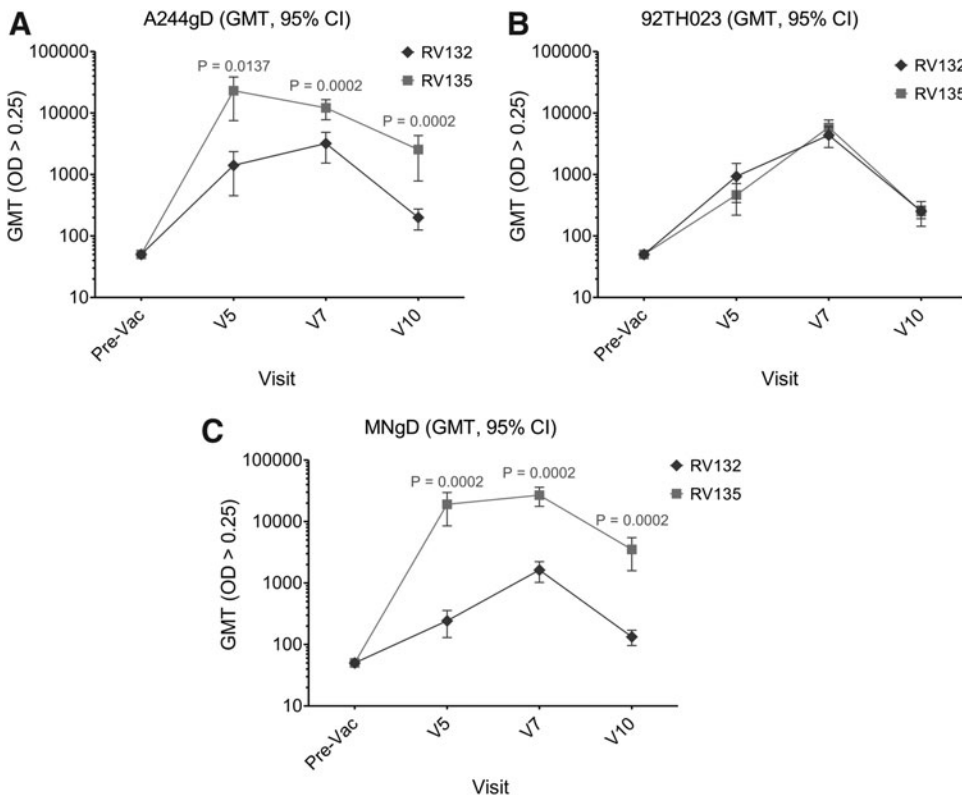 A
A244gD (GMT, 95% CI)
GMT (OD > 0.25)
100000
10000
1000
100
10
P = 0.0137
P = 0.0002
P = 0.0002
RV132
RV135
Pre-Vac
V5
V7
V10
Visit
B
92TH023 (GMT, 95% CI)
GMT (OD > 0.25)
100000
10000
1000
100
10
RV132
RV135
Pre-Vac
V5
V7
V10
Visit
C
MNgD (GMT, 95% CI)
GMT (OD > 0.25)
100000
10000
1000
100
10
P = 0.0002
P = 0.0002
P = 0.0002
RV132
RV135
Pre-Vac
V5
V7
V10
Visit